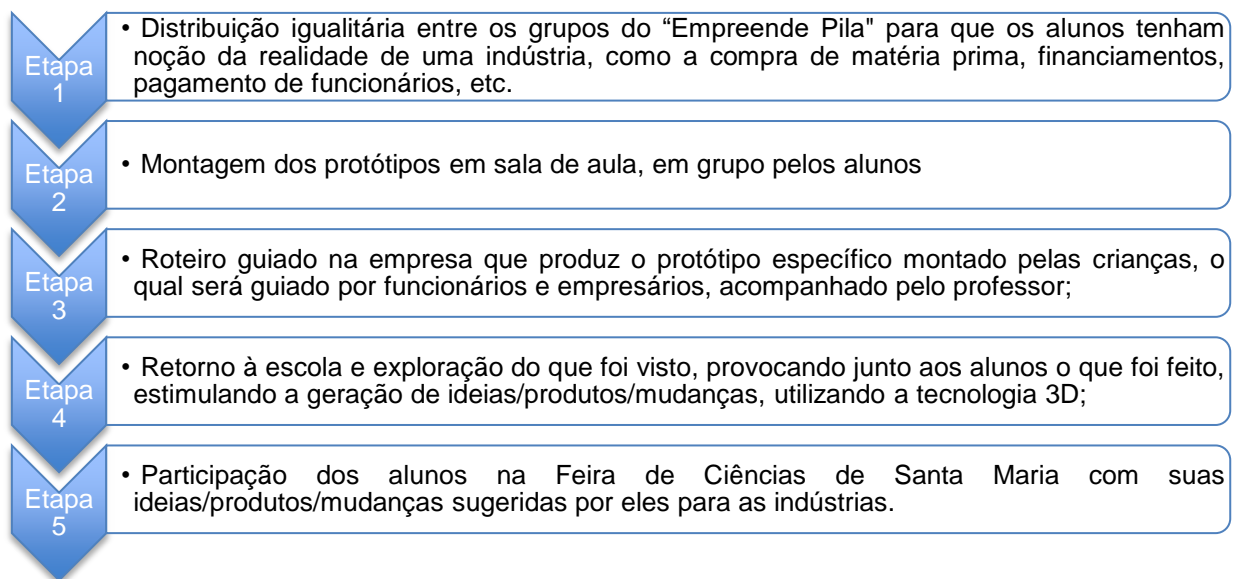 Etapa
1
• Distribuição igualitária entre os grupos do “Empreende Pila" para que os alunos tenham
noção da realidade de uma indústria, como a compra de matéria prima, financiamentos,
pagamento de funcionários, etc.
Etapa
2
• Montagem dos protótipos em sala de aula, em grupo pelos alunos
Etapa
3
• Roteiro guiado na empresa que produz o protótipo específico montado pelas crianças, o
qual será guiado por funcionários e empresários, acompanhado pelo professor;
Etapa
4
• Retorno à escola e exploração do que foi visto, provocando junto aos alunos o que foi feito,
estimulando a geração de ideias/produtos/mudanças, utilizando a tecnologia 3D;
Etapa
5
• Participação dos alunos na Feira de Ciências de Santa Maria com suas
ideias/produtos/mudanças sugeridas por eles para as indústrias.